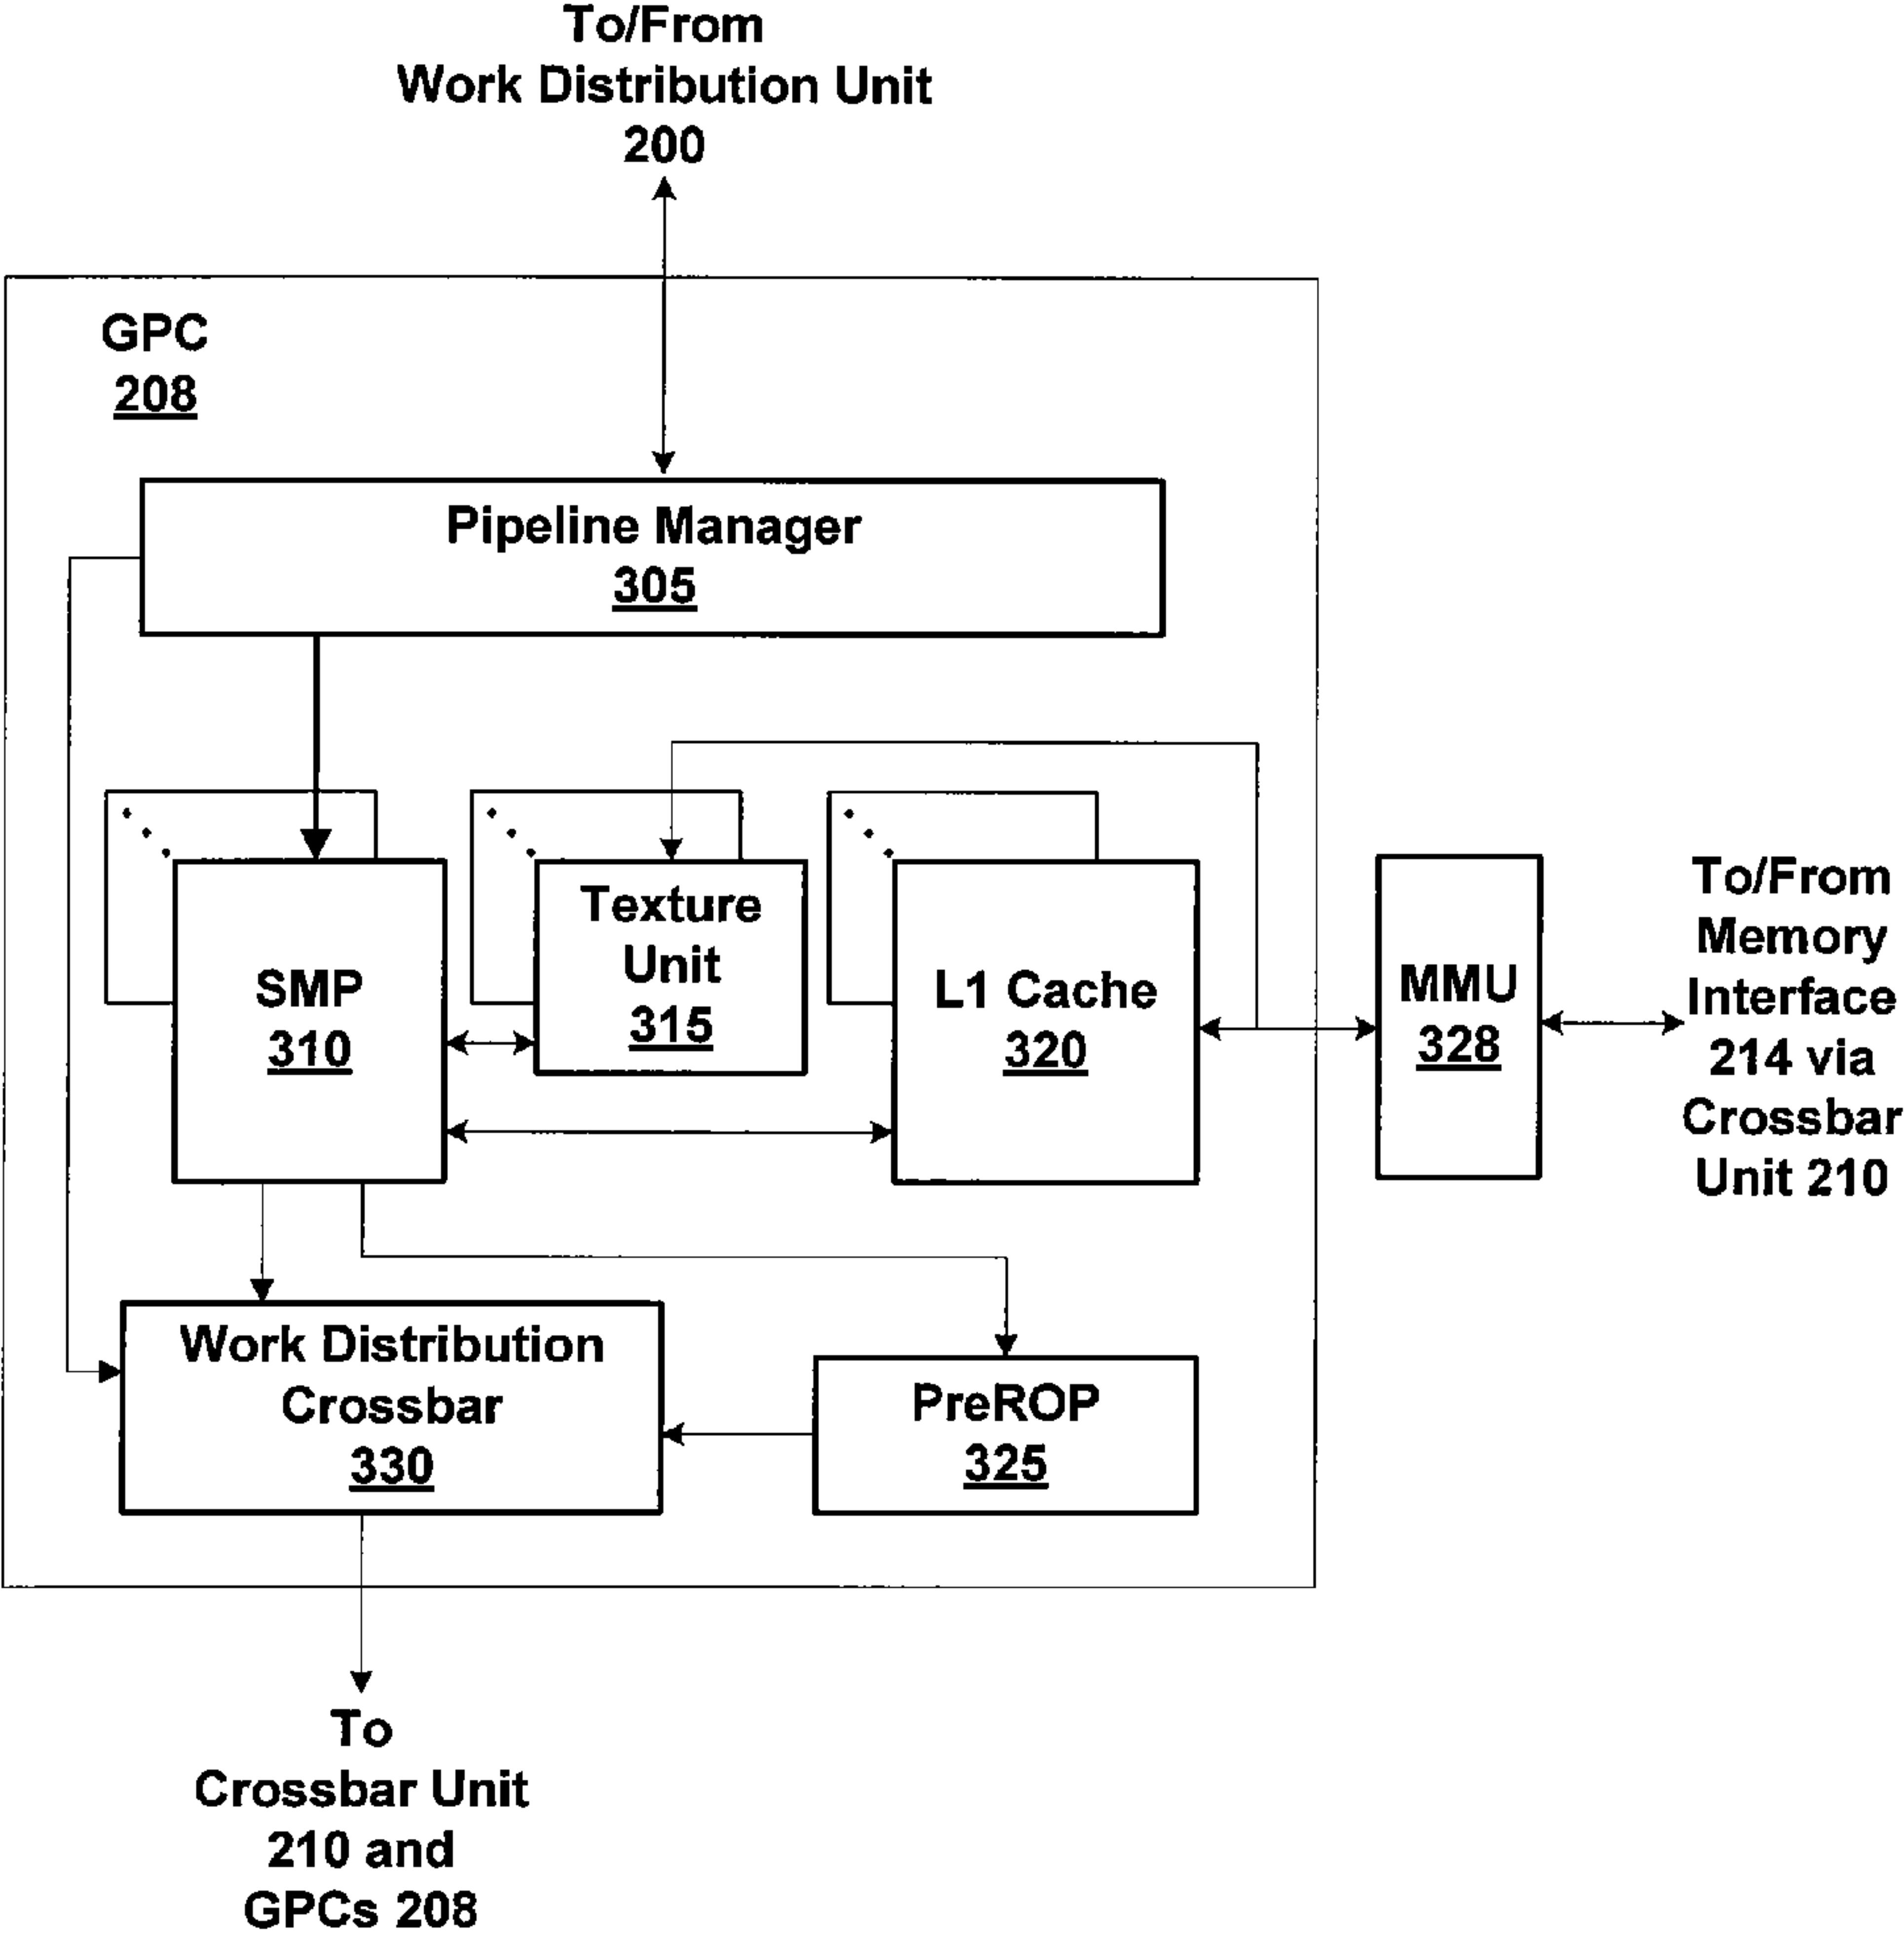 To/From
Work Distribution Unit
200
GPC
208
Pipeline Manager
305
SMP
310
Texture
Unit
315
L1 Cache
320
MMU
328
To/From
Memory
Interface
214 via
Crossbar
Unit 210
Work Distribution
Crossbar
330
PreROP
325
To
Crossbar Unit
210 and
GPCs 208